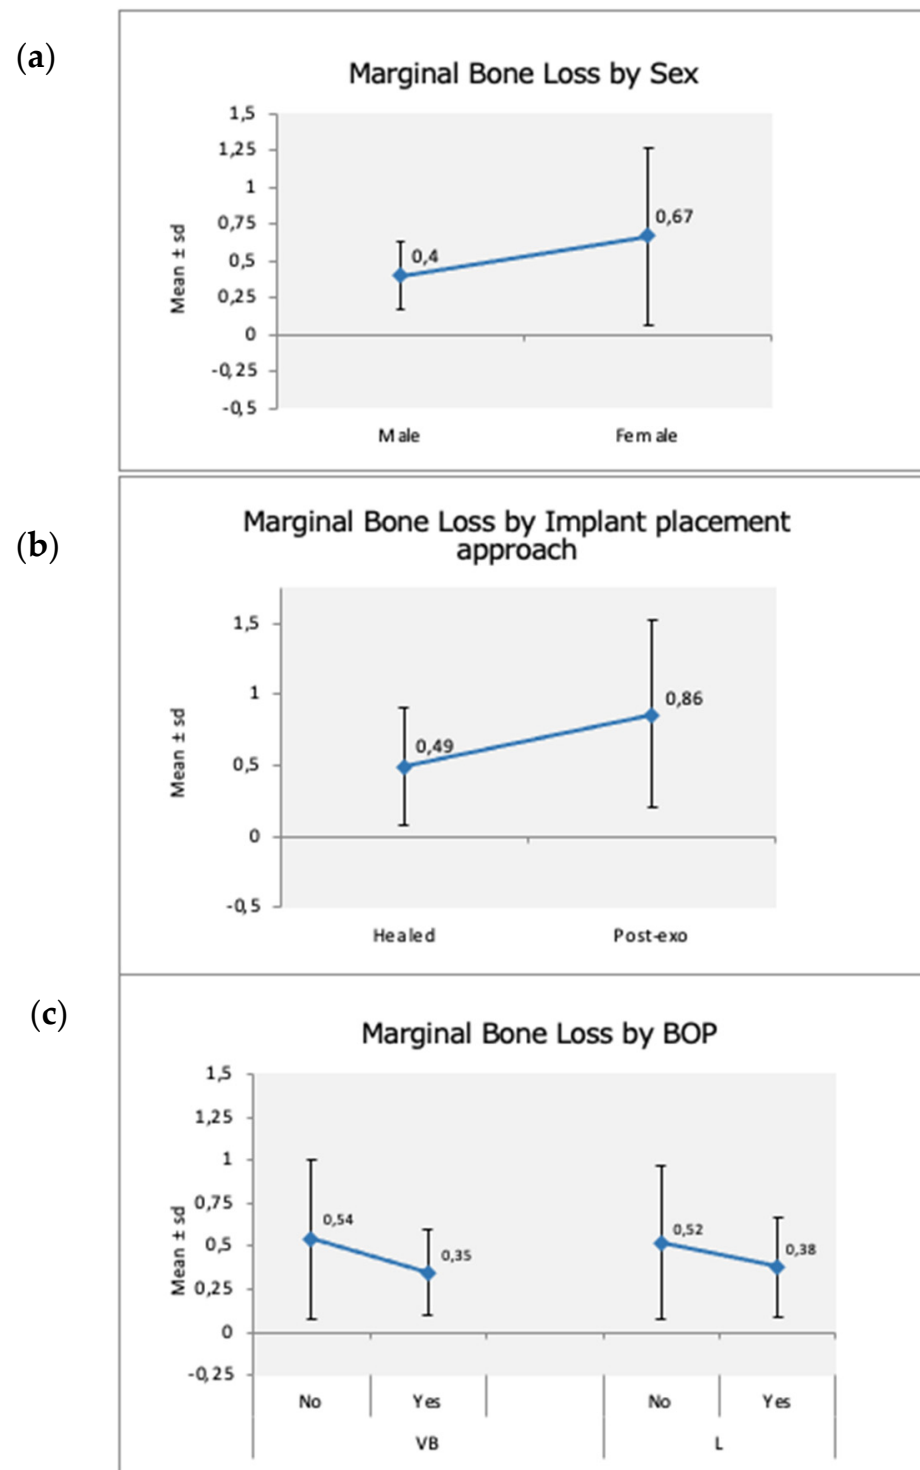 (a)
Marginal Bone Loss by Sex
Mean ± sd
1,5
1,25
1
0,75
0,5
0,25
0
-0,25
-0,5
0,4
0,67
Male
Female
(b)
Marginal Bone Loss by Implant placement
approach
Mean ± sd
1,5
1
0,5
0
-0,5
0,49
0,86
Healed
Post-exo
(c)
Marginal Bone Loss by BOP
Mean ± sd
1,5
1,25
1
0,75
0,5
0,25
0
-0,25
0,54
0,35
0,52
0,38
No Yes No Yes
VB L